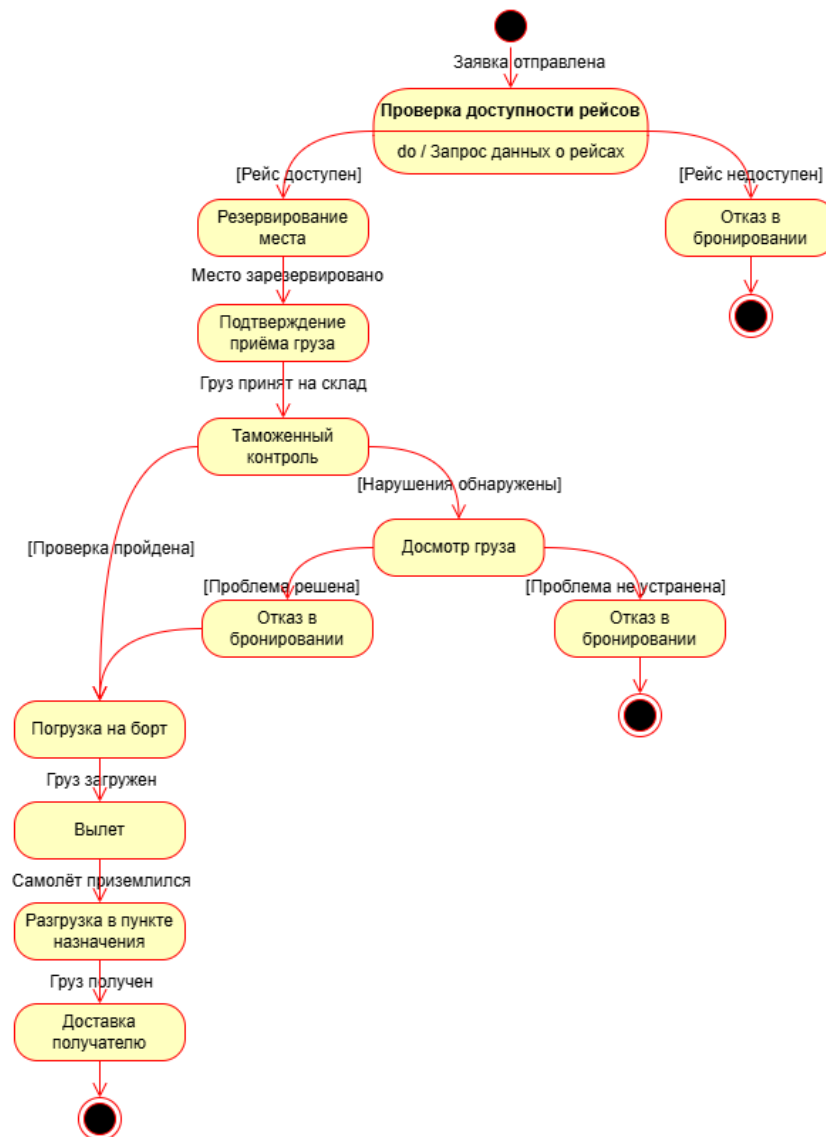 Заявка отправлена
Проверка доступности рейсов
do / Запрос данных о рейсах
[Рейс доступен]
[Рейс недоступен]
Резервирование
места
Отказ в
бронировании
Место зарезервировано
Подтверждение
приёма груза
Груз принят на склад
Таможенный
контроль
[Нарушения обнаружены]
[Проверка пройдена]
Досмотр груза
[Проблема решена]
[Проблема не устранена]
Отказ в
бронировании
Отказ в
бронировании
Погрузка на борт
Груз загружен
Вылет
Самолёт приземлился
Разгрузка в пункте
назначения
Груз получен
Доставка
получателю